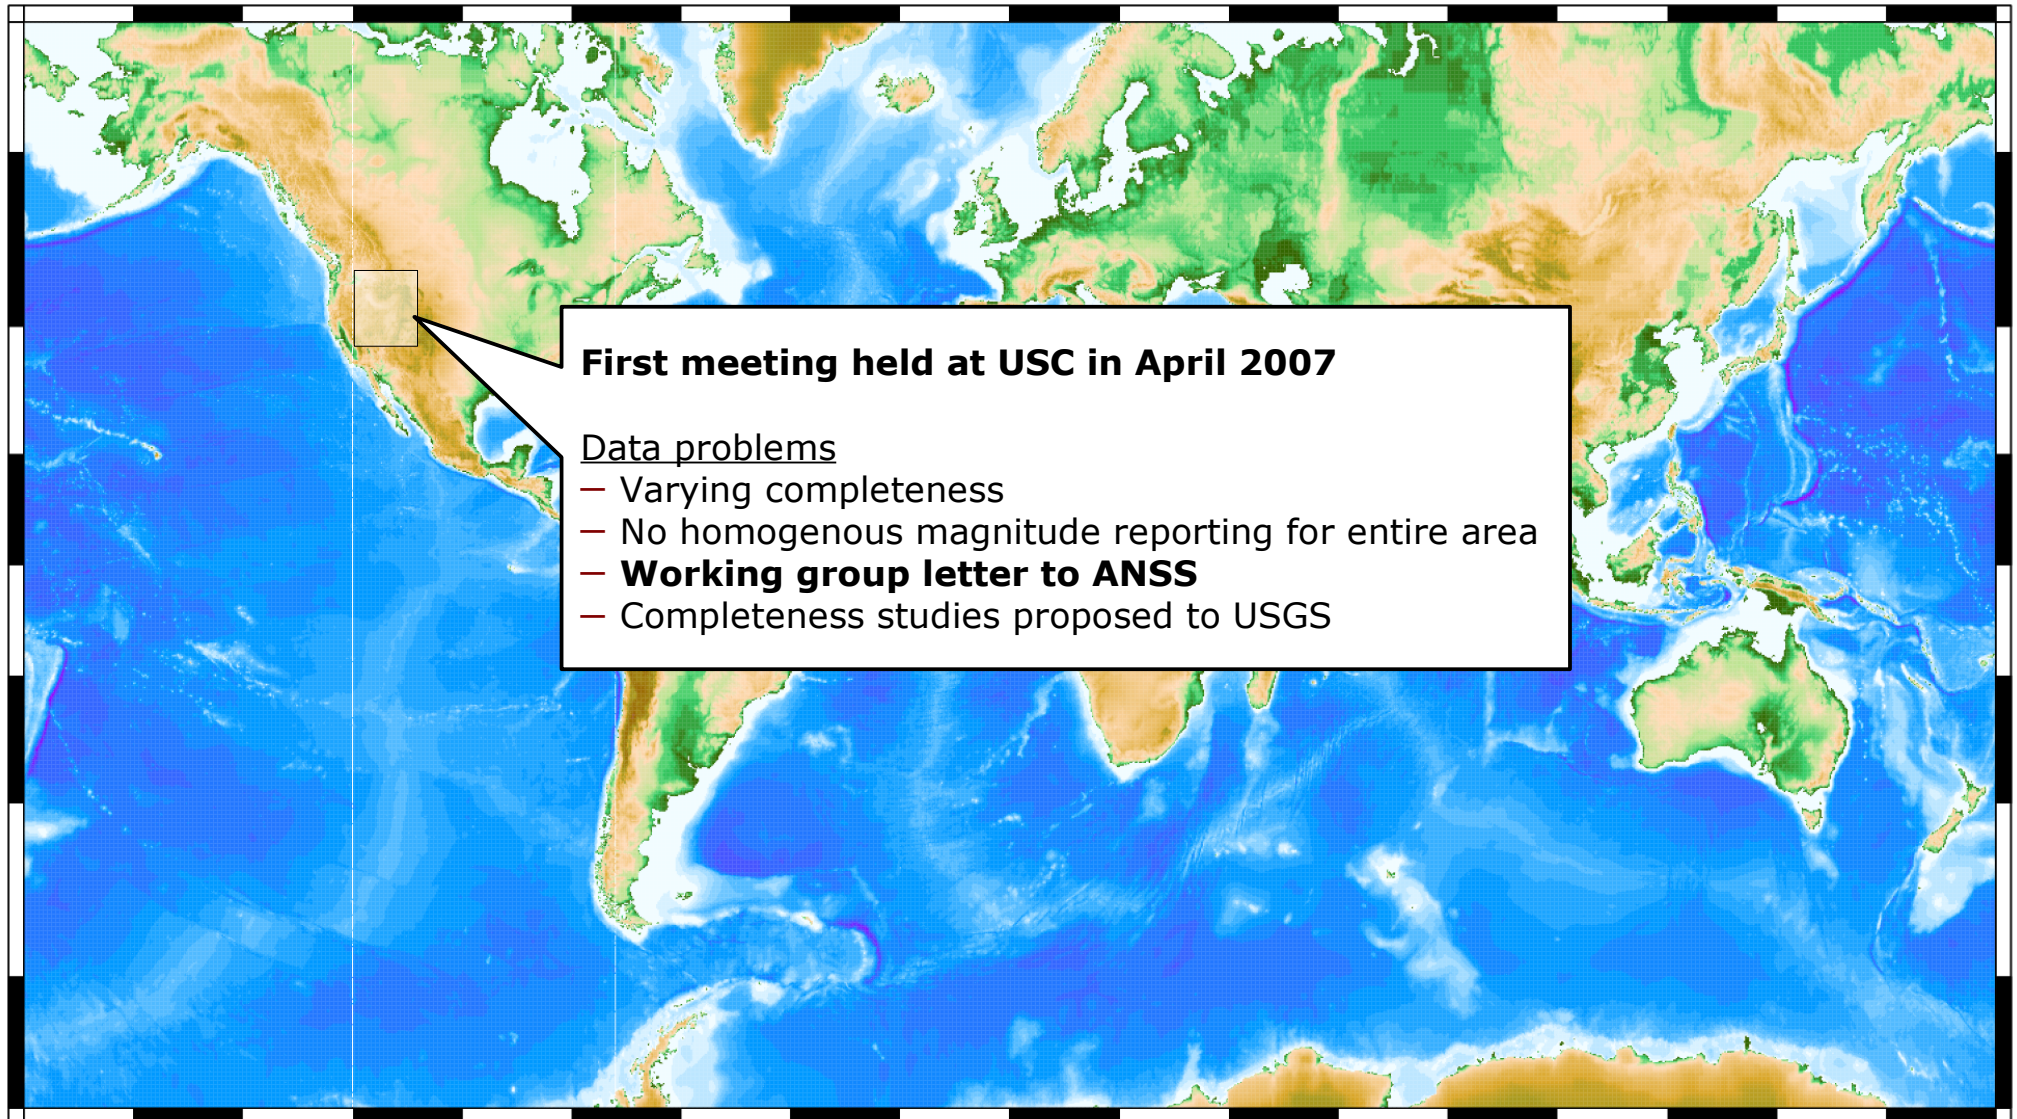 First meeting held at USC in April 2007
Data problems
– Varying completeness
– No homogenous magnitude reporting for entire area
– Working group letter to ANSS
– Completeness studies proposed to USGS